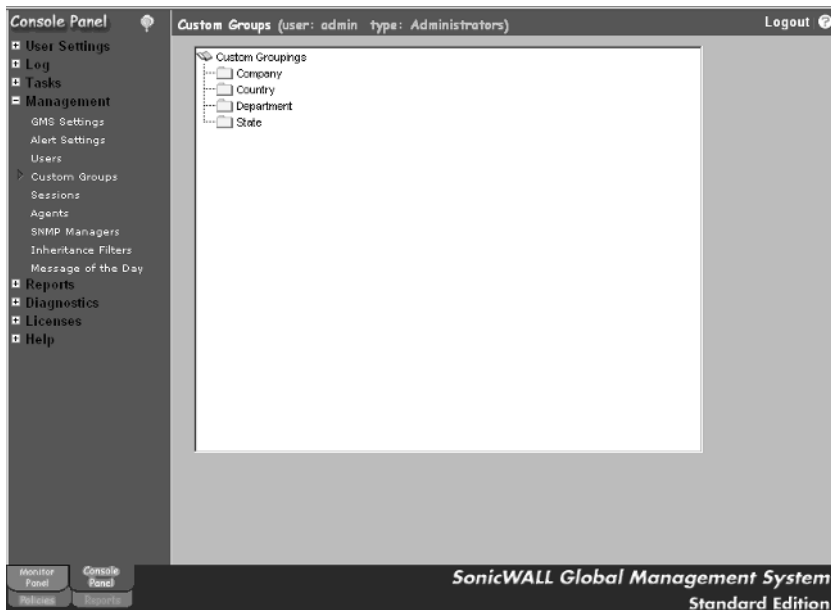 Console Panel
Custom Groups (user: admin type: Administrators)
Logout ?
User Settings
Log
Tasks
Management
GMS Settings
Alert Settings
Users
Custom Groups
Sessions
Agents
SNMP Managers
Inheritance Filters
Message of the Day
Reports
Diagnostics
Licenses
Help
Custom Groupings
Company
Country
Department
State
Monitor Panel
Console Panel
Policies
Reports
SonicWALL Global Management System
Standard Edition